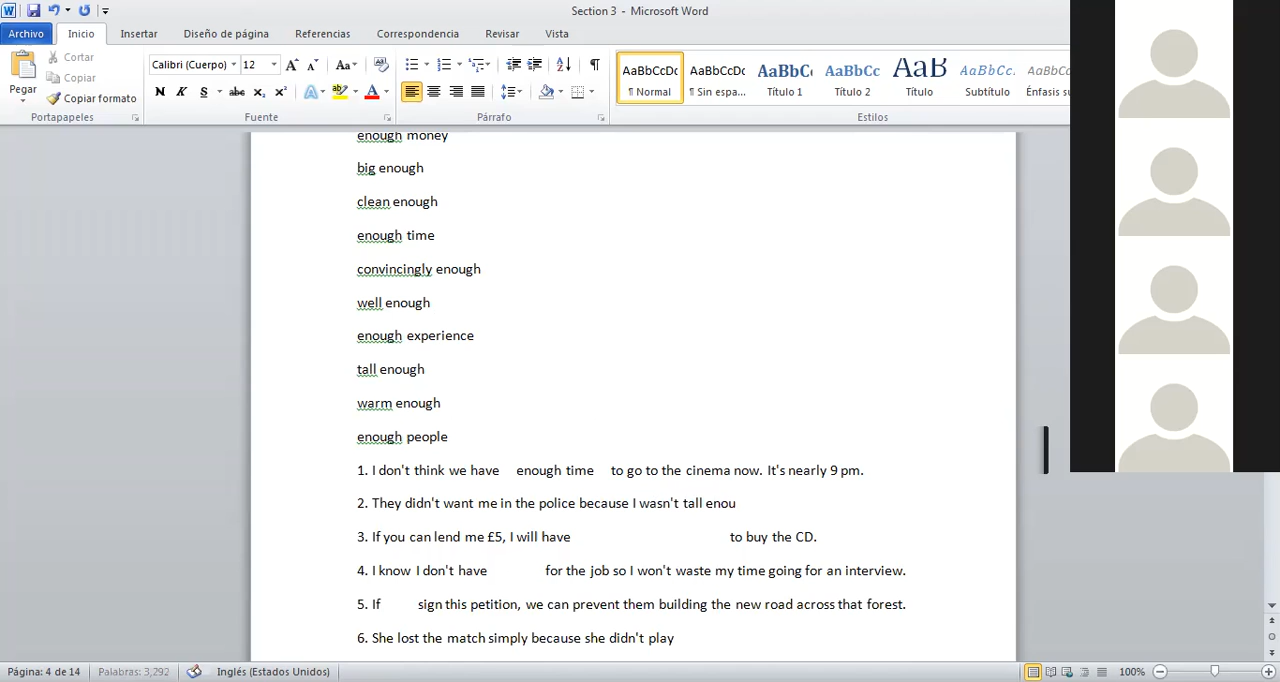 Section 3 - Microsoft Word
Archivo Inicio Insertar Diseño de página Referencias Correspondencia Revisar Vista
Pegar
Cortar
Copiar
Copiar formato
Portapapeles
Calibri (Cuerpo) 12
N K S abc x₂ x²
Fuente
Párrafo
AaBbCcDc AaBbCcDc AaBbC AaBbCc AaB AaBbCc. AaBbCc
¶ Normal ¶ Sin espa... Título 1 Título 2 Título Subtítulo Énfasis su
Estilos
enough money
big enough
clean enough
enough time
convincingly enough
well enough
enough experience
tall enough
warm enough
enough people
1. I don't think we have enough time to go to the cinema now. It's nearly 9 pm.
2. They didn't want me in the police because I wasn't tall enou
3. If you can lend me £5, I will have to buy the CD.
4. I know I don't have for the job so I won't waste my time going for an interview.
5. If sign this petition, we can prevent them building the new road across that forest.
6. She lost the match simply because she didn't play
Página: 4 de 14 Palabras: 3,292 Inglés (Estados Unidos) 100%